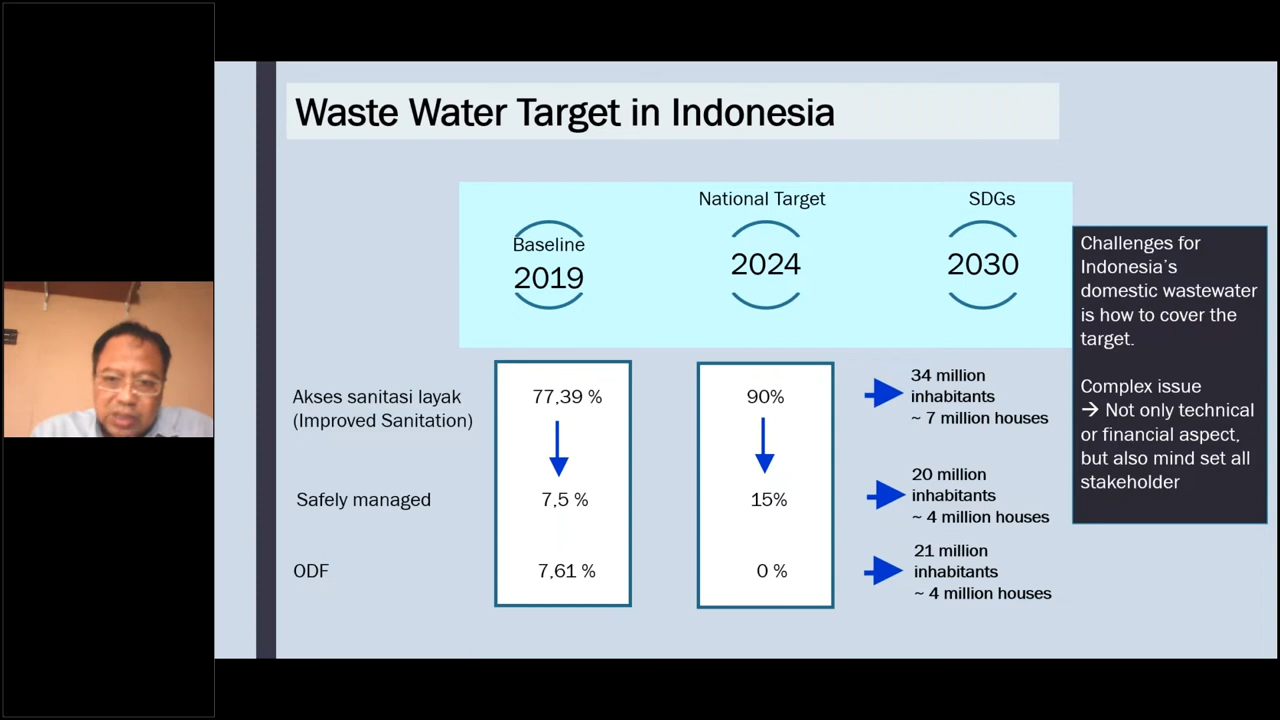 Waste Water Target in Indonesia
National Target
SDGs
Baseline
2019
2024
2030
Akses sanitasi layak
(Improved Sanitation)
77,39 %
90%
34 million
inhabitants
~ 7 million houses
Safely managed
7,5 %
15%
20 million
inhabitants
~ 4 million houses
ODF
7,61 %
0 %
21 million
inhabitants
~ 4 million houses
Challenges for
Indonesia's
domestic wastewater
is how to cover the
target.
Complex issue
→ Not only technical
or financial aspect,
but also mind set all
stakeholder